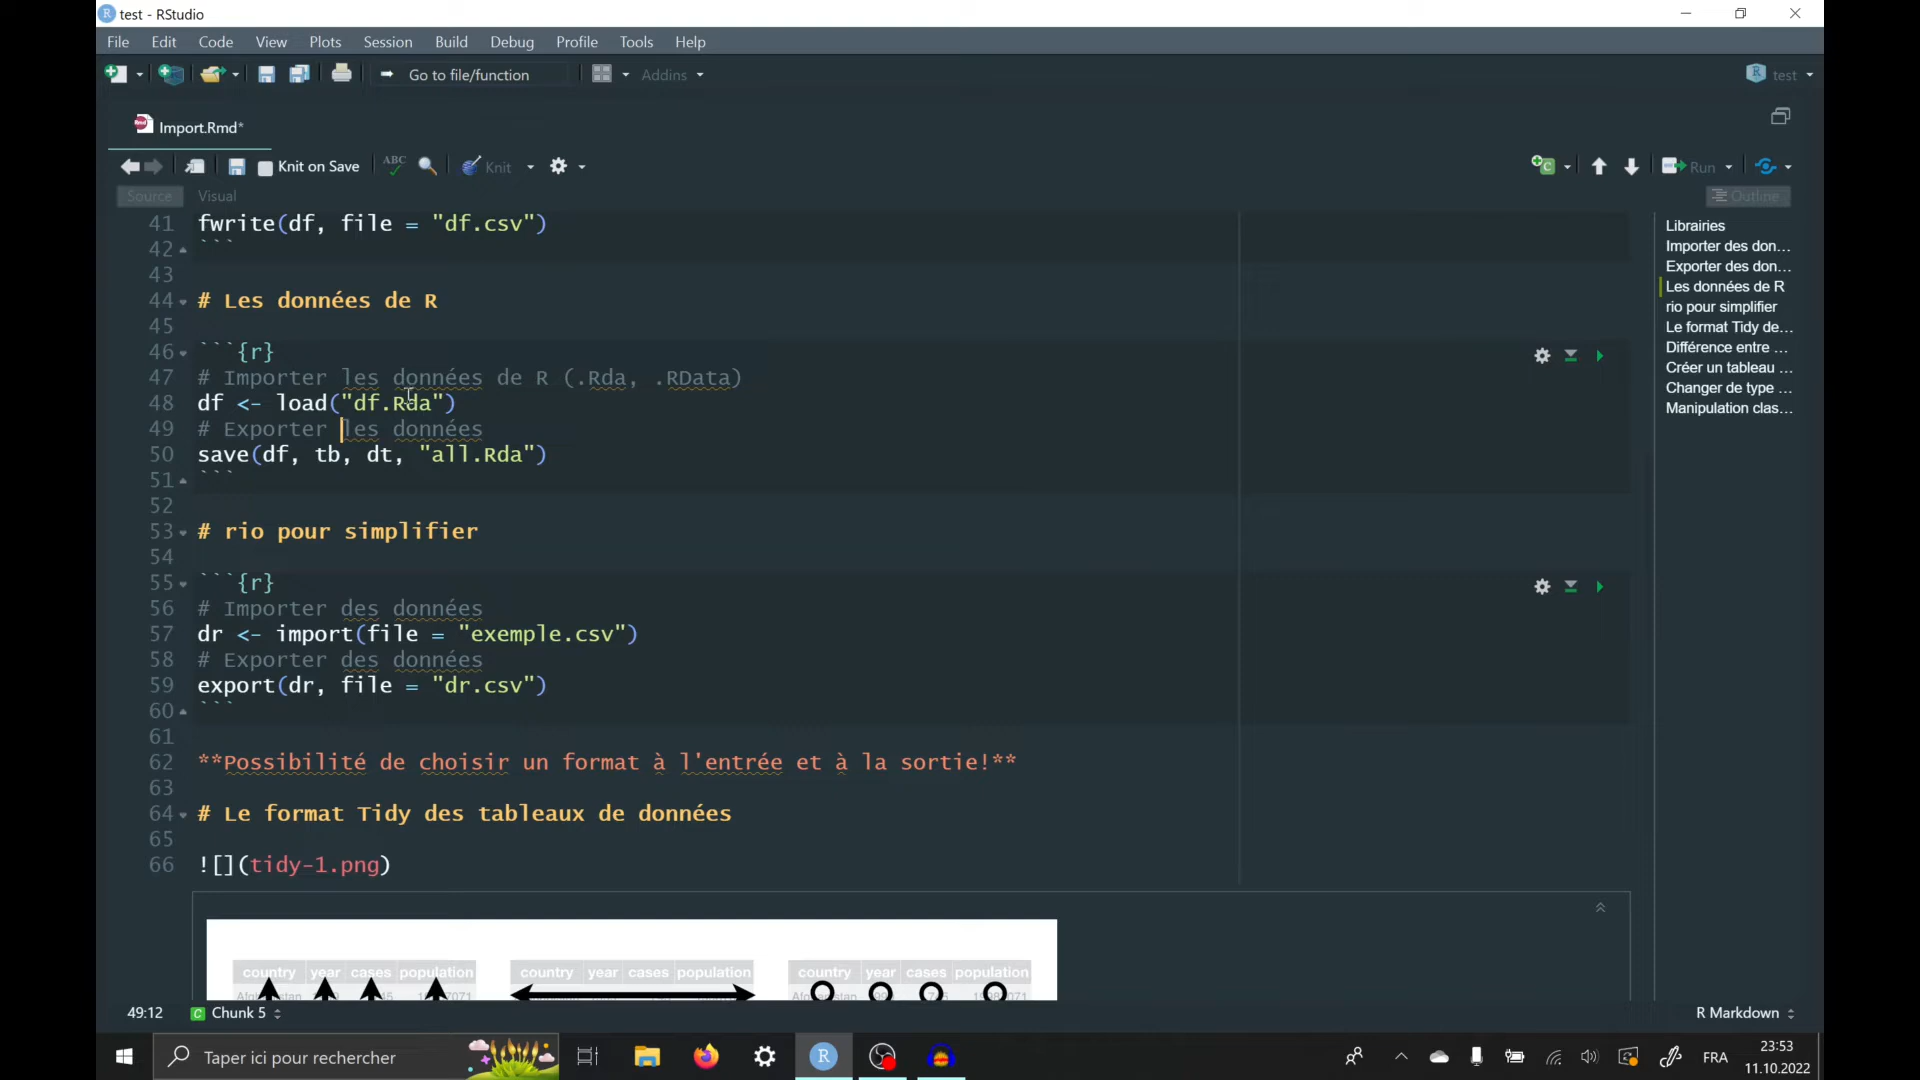 test - RStudio
File Edit Code View Plots Session Build Debug Profile Tools Help
Go to file/function Addins test
Import.Rmd*
Knit on Save ABC Knit Run
Source Visual Outline
41 fwrite(df, file = "df.csv")
42 ```
43
44 # Les données de R
45
46 ```{r}
47 # Importer les données de R (.Rda, .RData)
48 df <- load("df.Rda")
49 # Exporter les données
50 save(df, tb, dt, "all.Rda")
51 ```
52
53 # rio pour simplifier
54
55 ```{r}
56 # Importer des données
57 dr <- import(file = "exemple.csv")
58 # Exporter des données
59 export(dr, file = "dr.csv")
60 ```
61
62 **Possibilité de choisir un format à l'entrée et à la sortie!**
63
64 # Le format Tidy des tableaux de données
65
66 ![](tidy-1.png)
country year cases population country year cases population country year cases population
Librairies
Importer des don...
Exporter des don...
Les données de R
rio pour simplifier
Le format Tidy de...
Différence entre ...
Créer un tableau ...
Changer de type ...
Manipulation clas...
49:12 C Chunk 5 R Markdown
Taper ici pour rechercher
FRA
23:53
11.10.2022